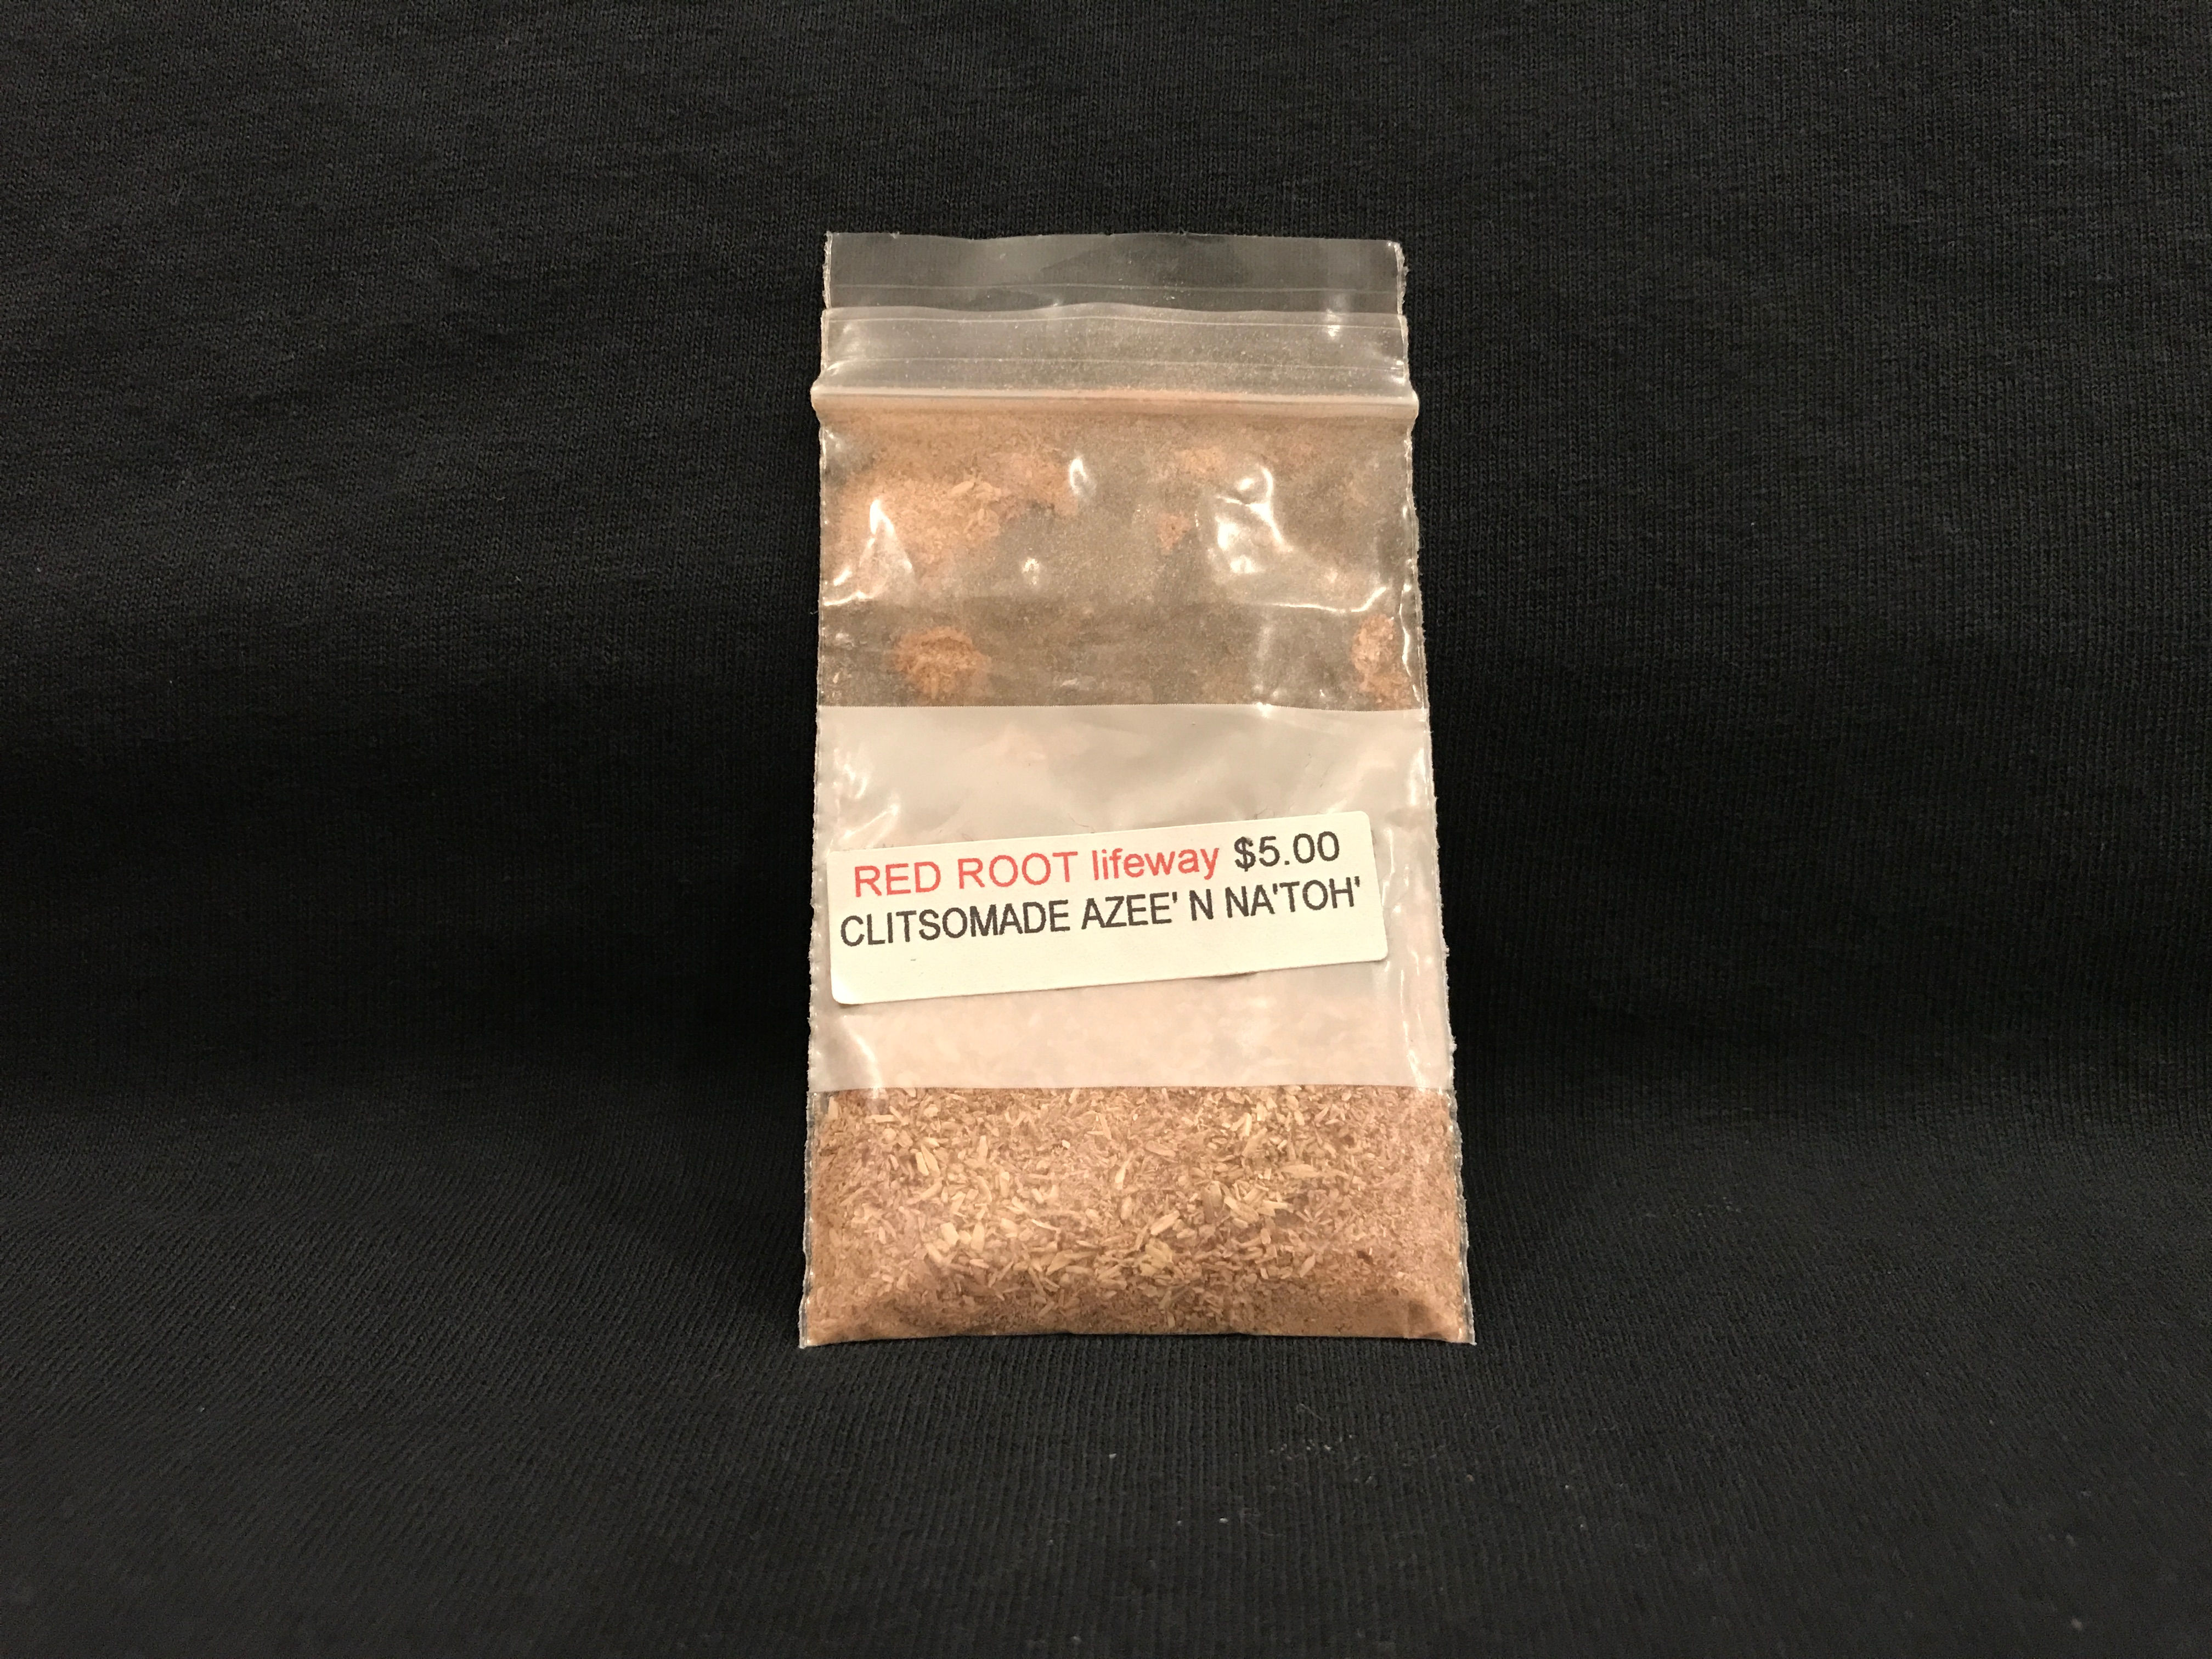 RED ROOT lifeway $5.00
CLITSOMADE AZEE' N NA'TOH'